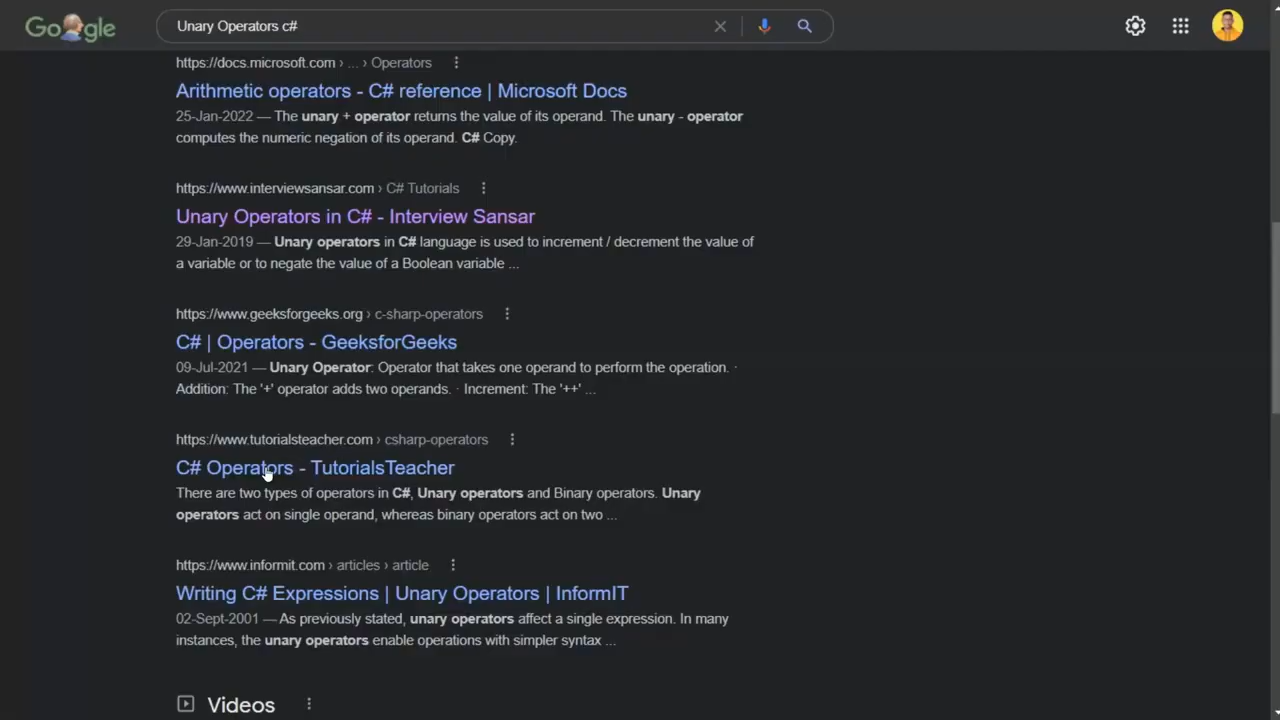 Google
Unary Operators c#
https://docs.microsoft.com › ... › Operators
Arithmetic operators - C# reference | Microsoft Docs
25-Jan-2022 — The unary + operator returns the value of its operand. The unary - operator
computes the numeric negation of its operand. C# Copy.
https://www.interviewsansar.com › C# Tutorials
Unary Operators in C# - Interview Sansar
29-Jan-2019 — Unary operators in C# language is used to increment / decrement the value of
a variable or to negate the value of a Boolean variable ...
https://www.geeksforgeeks.org › c-sharp-operators
C# | Operators - GeeksforGeeks
09-Jul-2021 — Unary Operator: Operator that takes one operand to perform the operation. ·
Addition: The '+' operator adds two operands. · Increment: The '++' ...
https://www.tutorialsteacher.com › csharp-operators
C# Operators - TutorialsTeacher
There are two types of operators in C#, Unary operators and Binary operators. Unary
operators act on single operand, whereas binary operators act on two ...
https://www.informit.com › articles › article
Writing C# Expressions | Unary Operators | InformIT
02-Sept-2001 — As previously stated, unary operators affect a single expression. In many
instances, the unary operators enable operations with simpler syntax ...
Videos